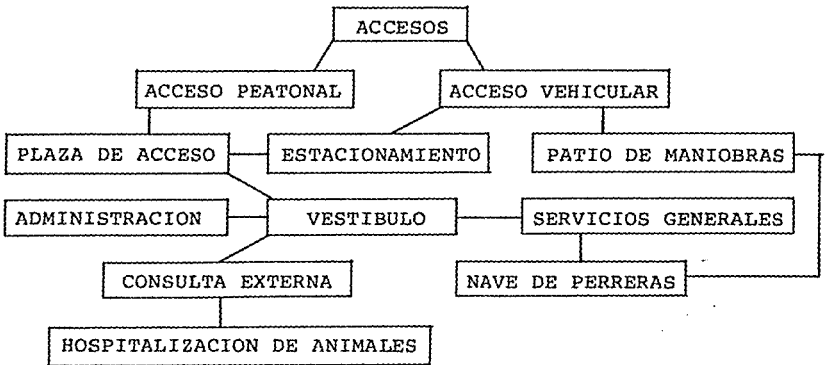 ACCESOS
ACCESO PEATONAL
ACCESO VEHICULAR
PLAZA DE ACCESO
ESTACIONAMIENTO
PATIO DE MANIOBRAS
ADMINISTRACION
VESTIBULO
SERVICIOS GENERALES
CONSULTA EXTERNA
NAVE DE PERRERAS
HOSPITALIZACION DE ANIMALES